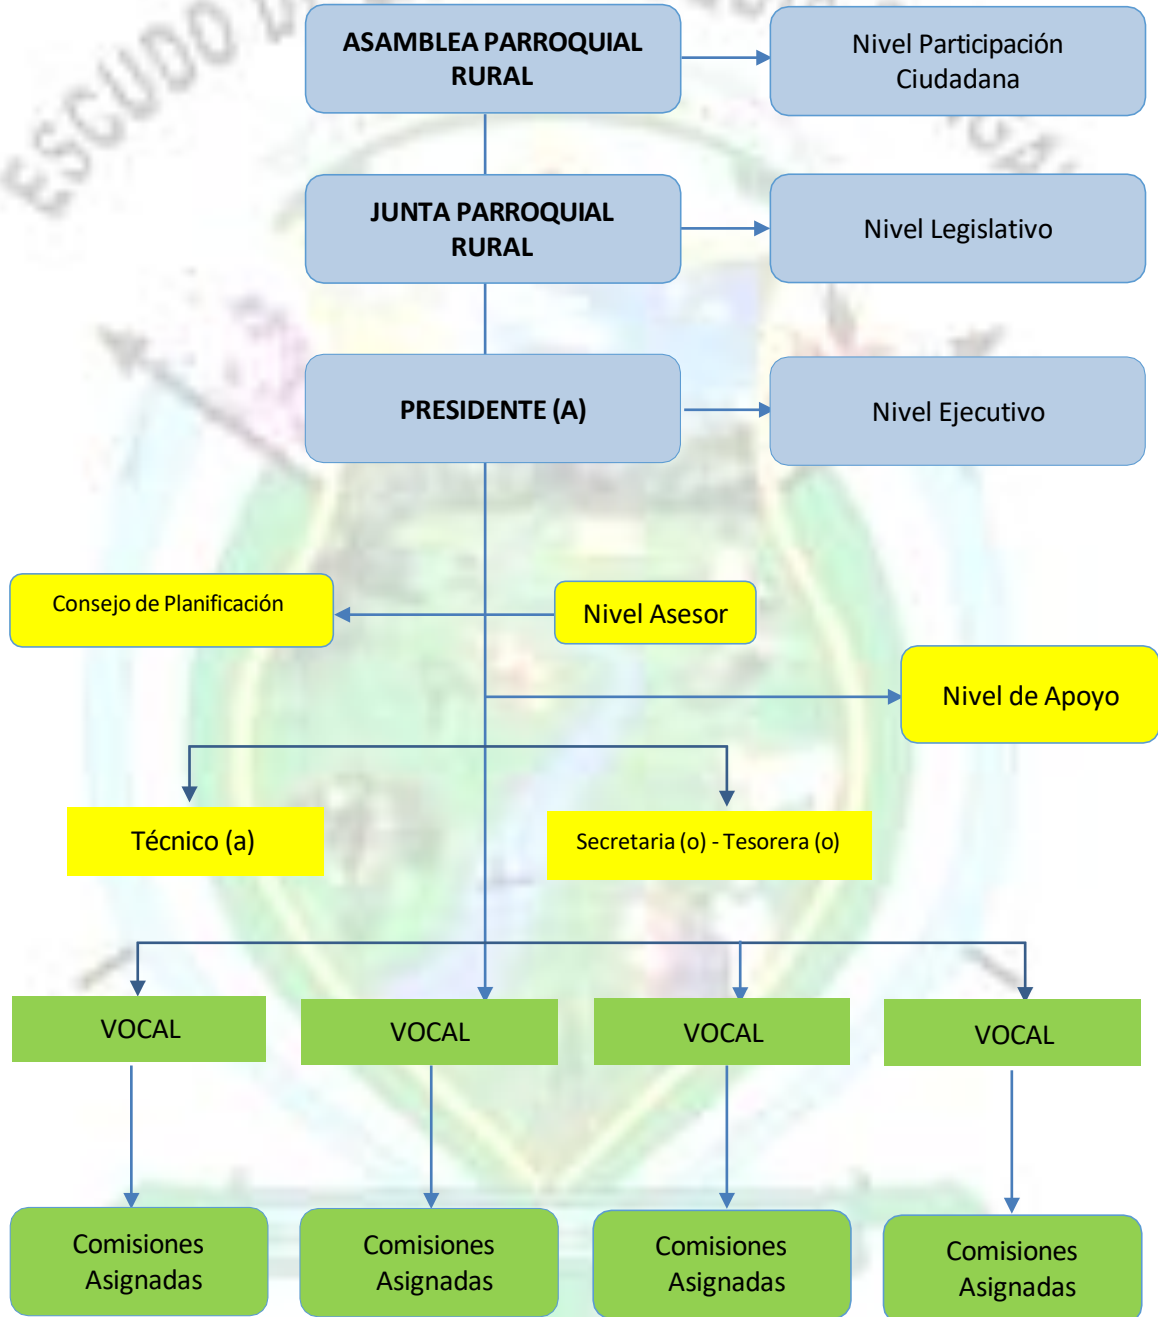 ESCUDO
ASAMBLEA PARROQUIAL
RURAL
Nivel Participación
Ciudadana
JUNTA PARROQUIAL
RURAL
Nivel Legislativo
PRESIDENTE (A)
Nivel Ejecutivo
Consejo de Planificación
Nivel Asesor
Nivel de Apoyo
Técnico (a)
Secretaria (o) - Tesorera (o)
VOCAL
VOCAL
VOCAL
VOCAL
Comisiones
Asignadas
Comisiones
Asignadas
Comisiones
Asignadas
Comisiones
Asignadas